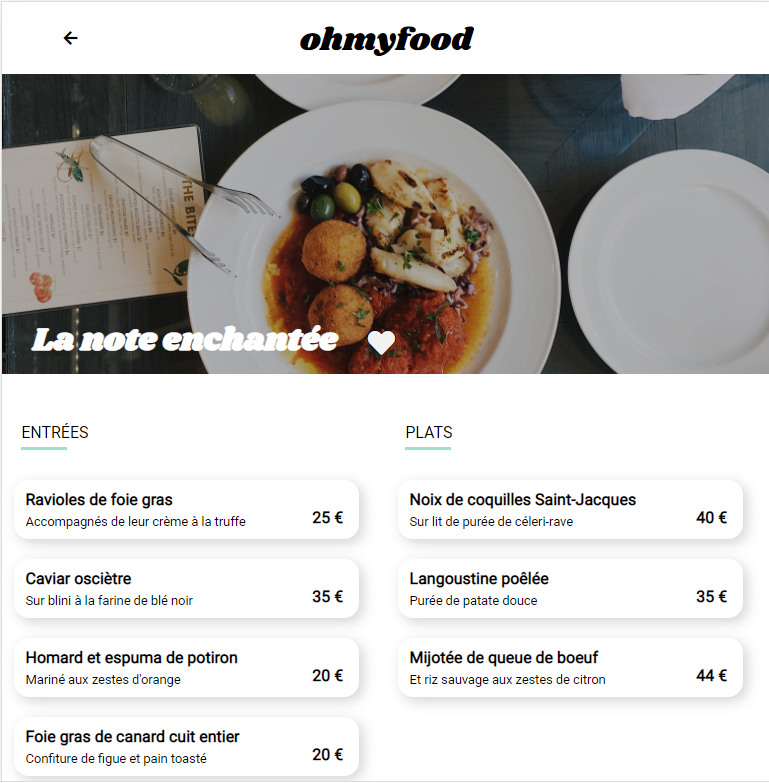 ohmyfood
THE BITE
La note enchantée
ENTRÉES
Ravioles de foie gras
Accompagnés de leur crème à la truffe
25 €
Caviar oscièt​re
Sur blini à la farine de blé noir
35 €
Homard et espuma de potiron
Mariné aux zestes d'orange
20 €
Foie gras de canard cuit entier
Confiture de figue et pain toasté
20 €
PLATS
Noix de coquilles Saint-Jacques
Sur lit de purée de céleri-rave
40 €
Langoustine poêlée
Purée de patate douce
35 €
Mijotée de queue de boeuf
Et riz sauvage aux zestes de citron
44 €